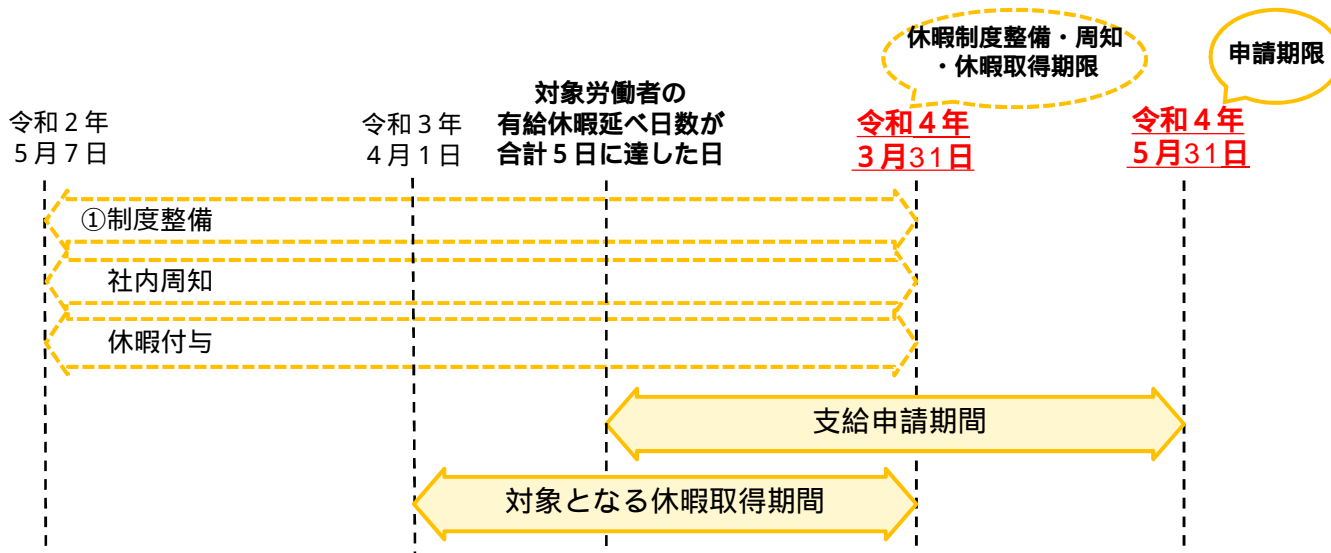 休暇制度整備・周知
・休暇取得期限
申請期限
令和２年
５月７日
令和３年
４月１日
対象労働者の
有給休暇延べ日数が
合計５日に達した日
令和４年
３月31日
令和４年
５月31日
①制度整備
社内周知
休暇付与
支給申請期間
対象となる休暇取得期間